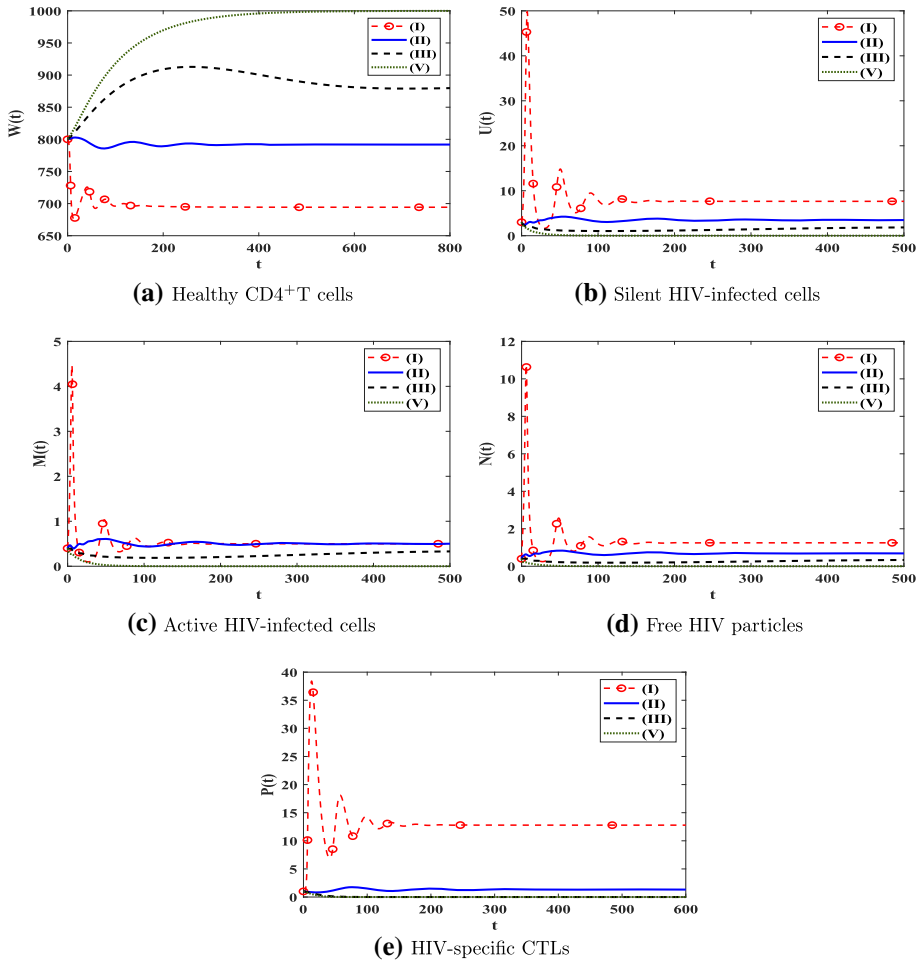 1000
950
900
850
800
750
700
650
W(t)
0 200 400 600 800
t
(I)
(II)
(III)
(V)
(a) Healthy CD4+T cells
50
40
30
20
10
0
U(t)
0 100 200 300 400 500
t
(I)
(II)
(III)
(V)
(b) Silent HIV-infected cells
5
4
3
2
1
0
M(t)
0 100 200 300 400 500
t
(I)
(II)
(III)
(V)
(c) Active HIV-infected cells
12
10
8
6
4
2
0
N(t)
0 100 200 300 400 500
t
(I)
(II)
(III)
(V)
(d) Free HIV particles
40
35
30
25
20
15
10
5
0
P(t)
0 100 200 300 400 500 600
t
(I)
(II)
(III)
(V)
(e) HIV-specific CTLs